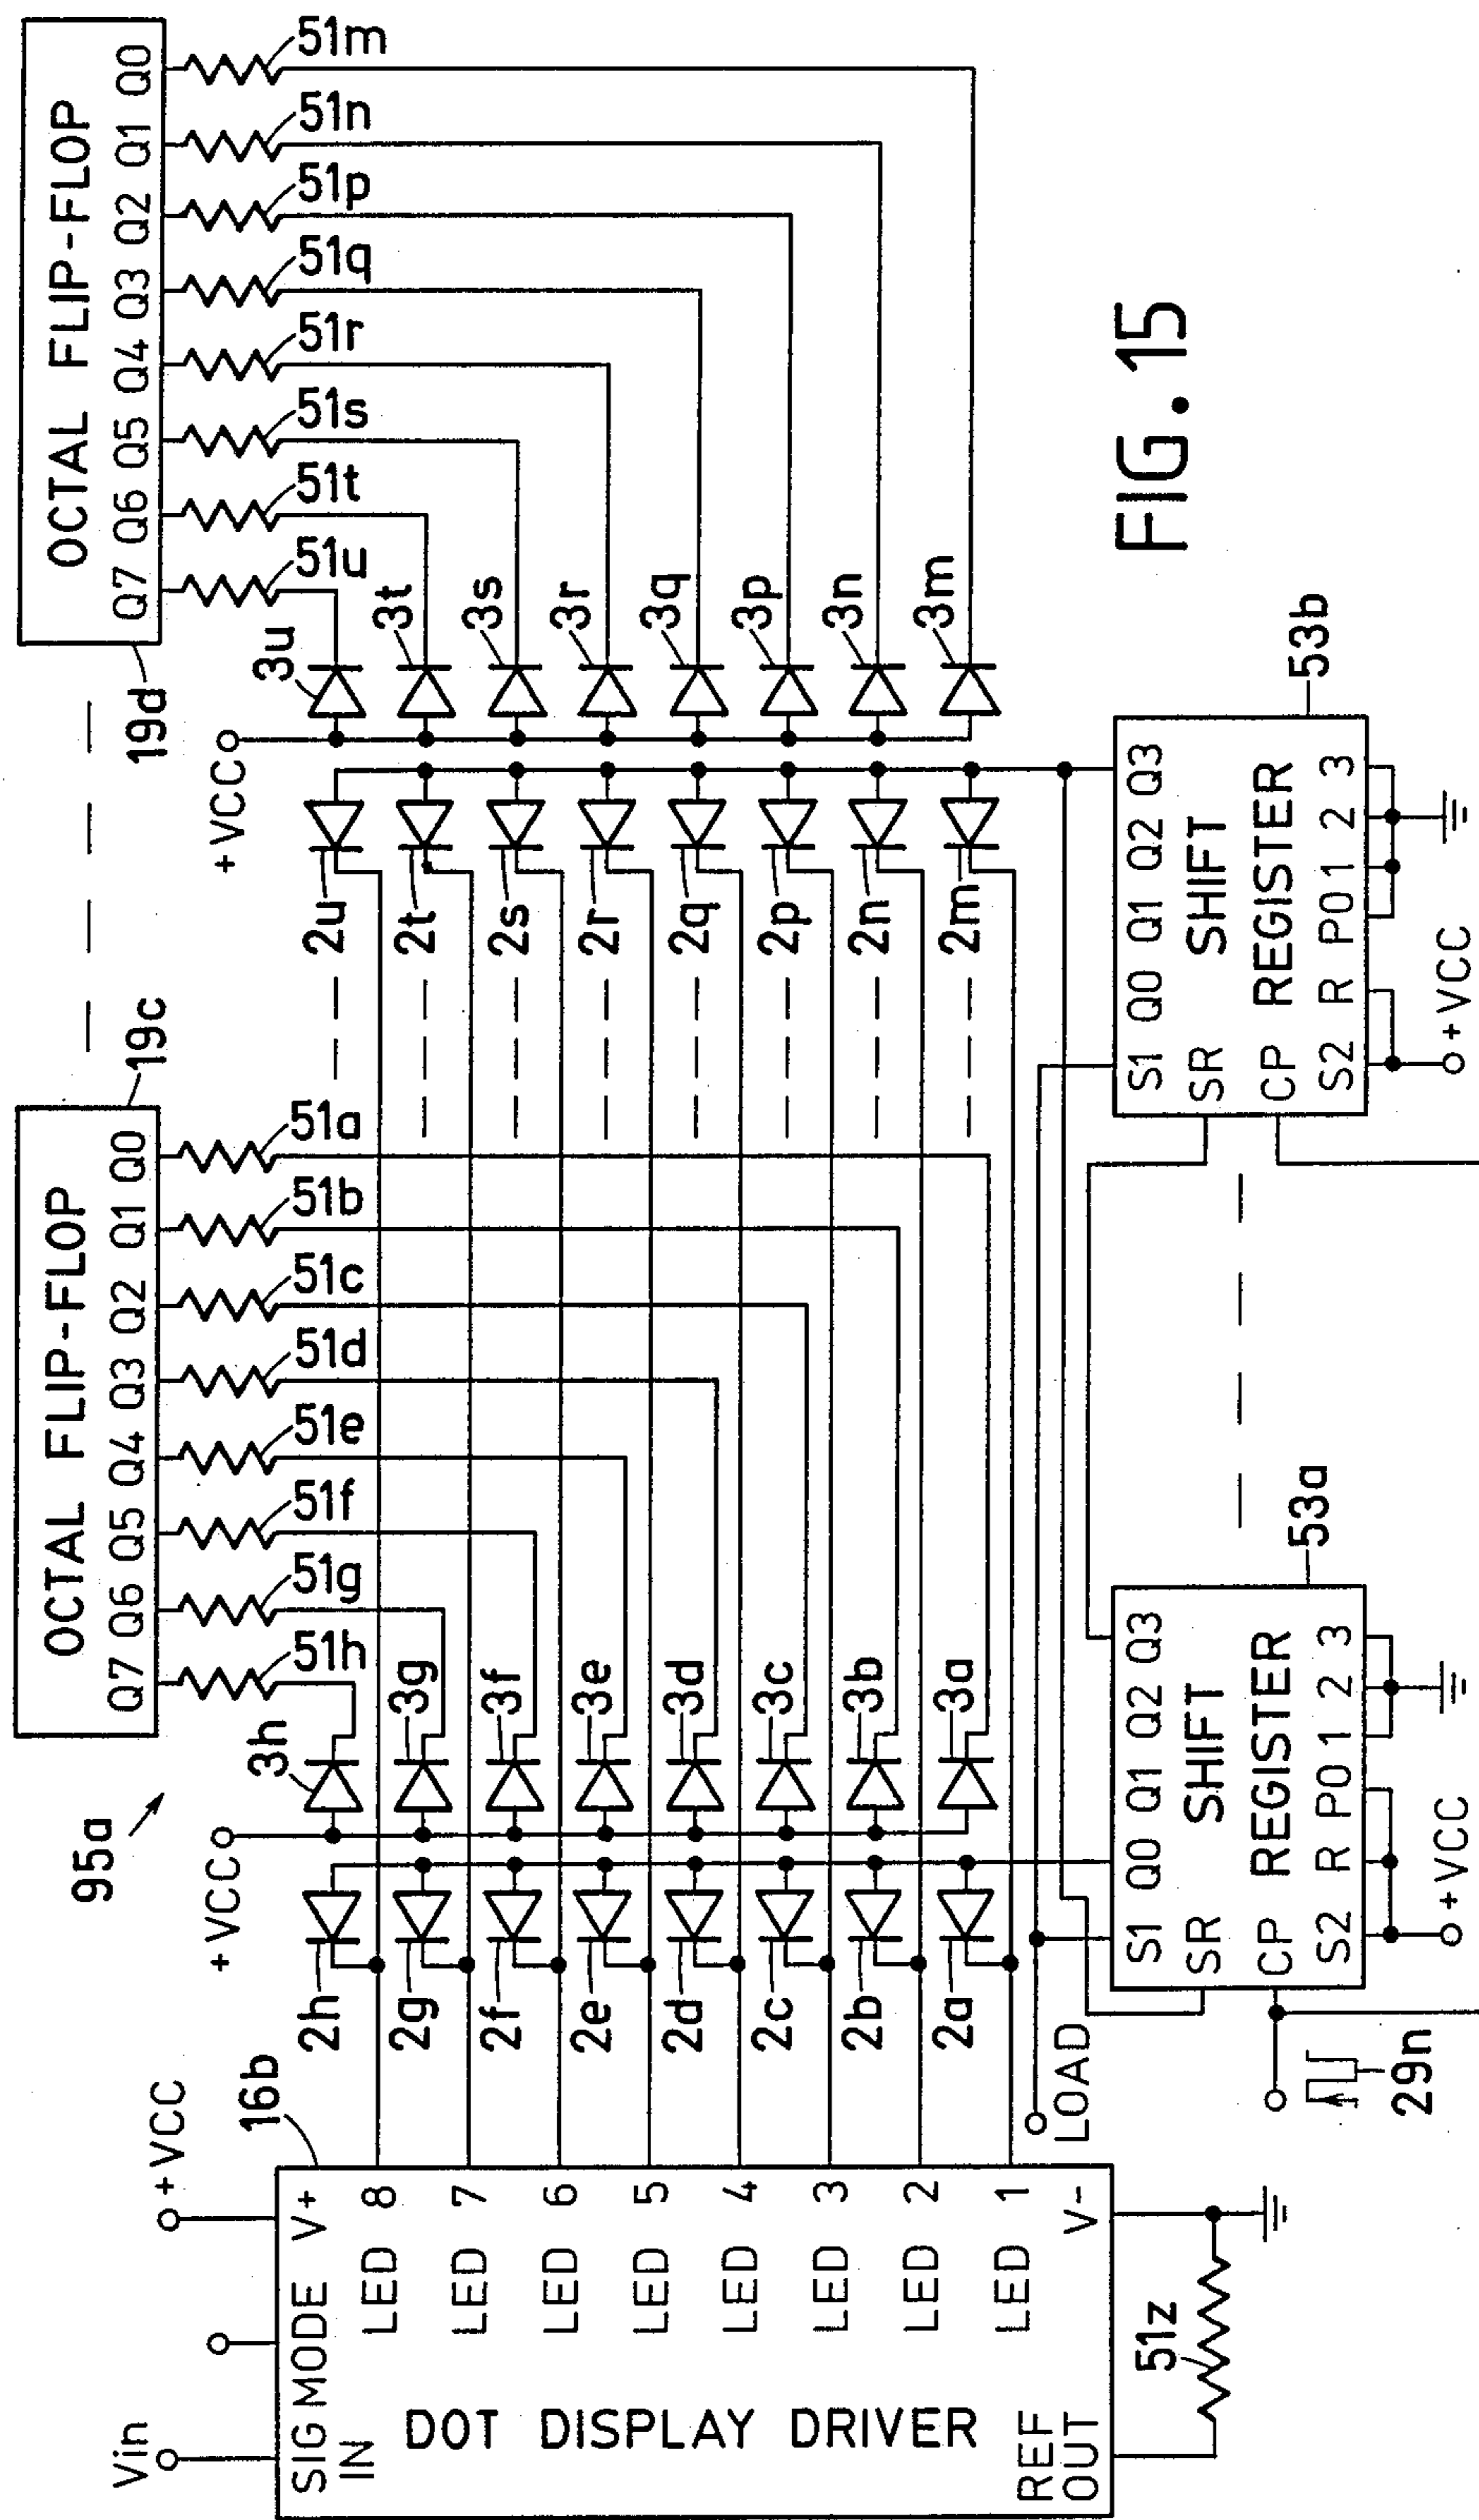 OCTAL FLIP-FLOP
Q7 Q6 Q5 Q4 Q3 Q2 Q1 Q0
19d
51u
51t
51s
51r
51q
51p
51n
51m
+VCC
3u
3t
3s
3r
3q
3p
3n
3m
2u
2t
2s
2r
2q
2p
2n
2m
95a
OCTAL FLIP-FLOP
Q7 Q6 Q5 Q4 Q3 Q2 Q1 Q0
19c
51h
51g
51f
51e
51d
51c
51b
51a
+VCC
3h
3g
3f
3e
3d
3c
3b
3a
2h
2g
2f
2e
2d
2c
2b
2a
Vin
+VCC
16b
SIG IN
MODE
V+
LED 8
LED 7
LED 6
LED 5
LED 4
LED 3
LED 2
LED 1
DOT DISPLAY DRIVER
REF OUT
V-
51z
LOAD
29n
S1 Q0 Q1 Q2 Q3
SR
SHIFT
CP
REGISTER
S2 R P0 1 2 3
+VCC
53a
S1 Q0 Q1 Q2 Q3
SR
SHIFT
CP
REGISTER
S2 R P0 1 2 3
+VCC
53b
FIG. 15